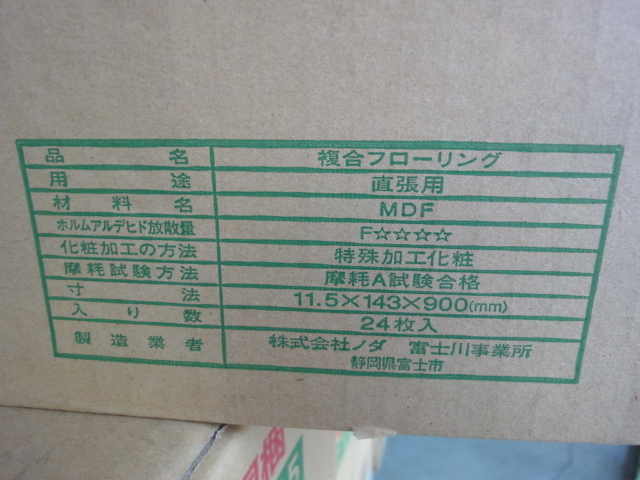 品名 複合フローリング
用途 直張用
材料名 MDF
ホルムアルデヒド放散量 F☆☆☆☆
化粧加工の方法 特殊加工化粧
摩耗試験方法 摩耗A試験合格
寸法 11.5×143×900(mm)
入り数 24枚入
製造業者 株式会社ノダ 富士川事業所
静岡県富士市